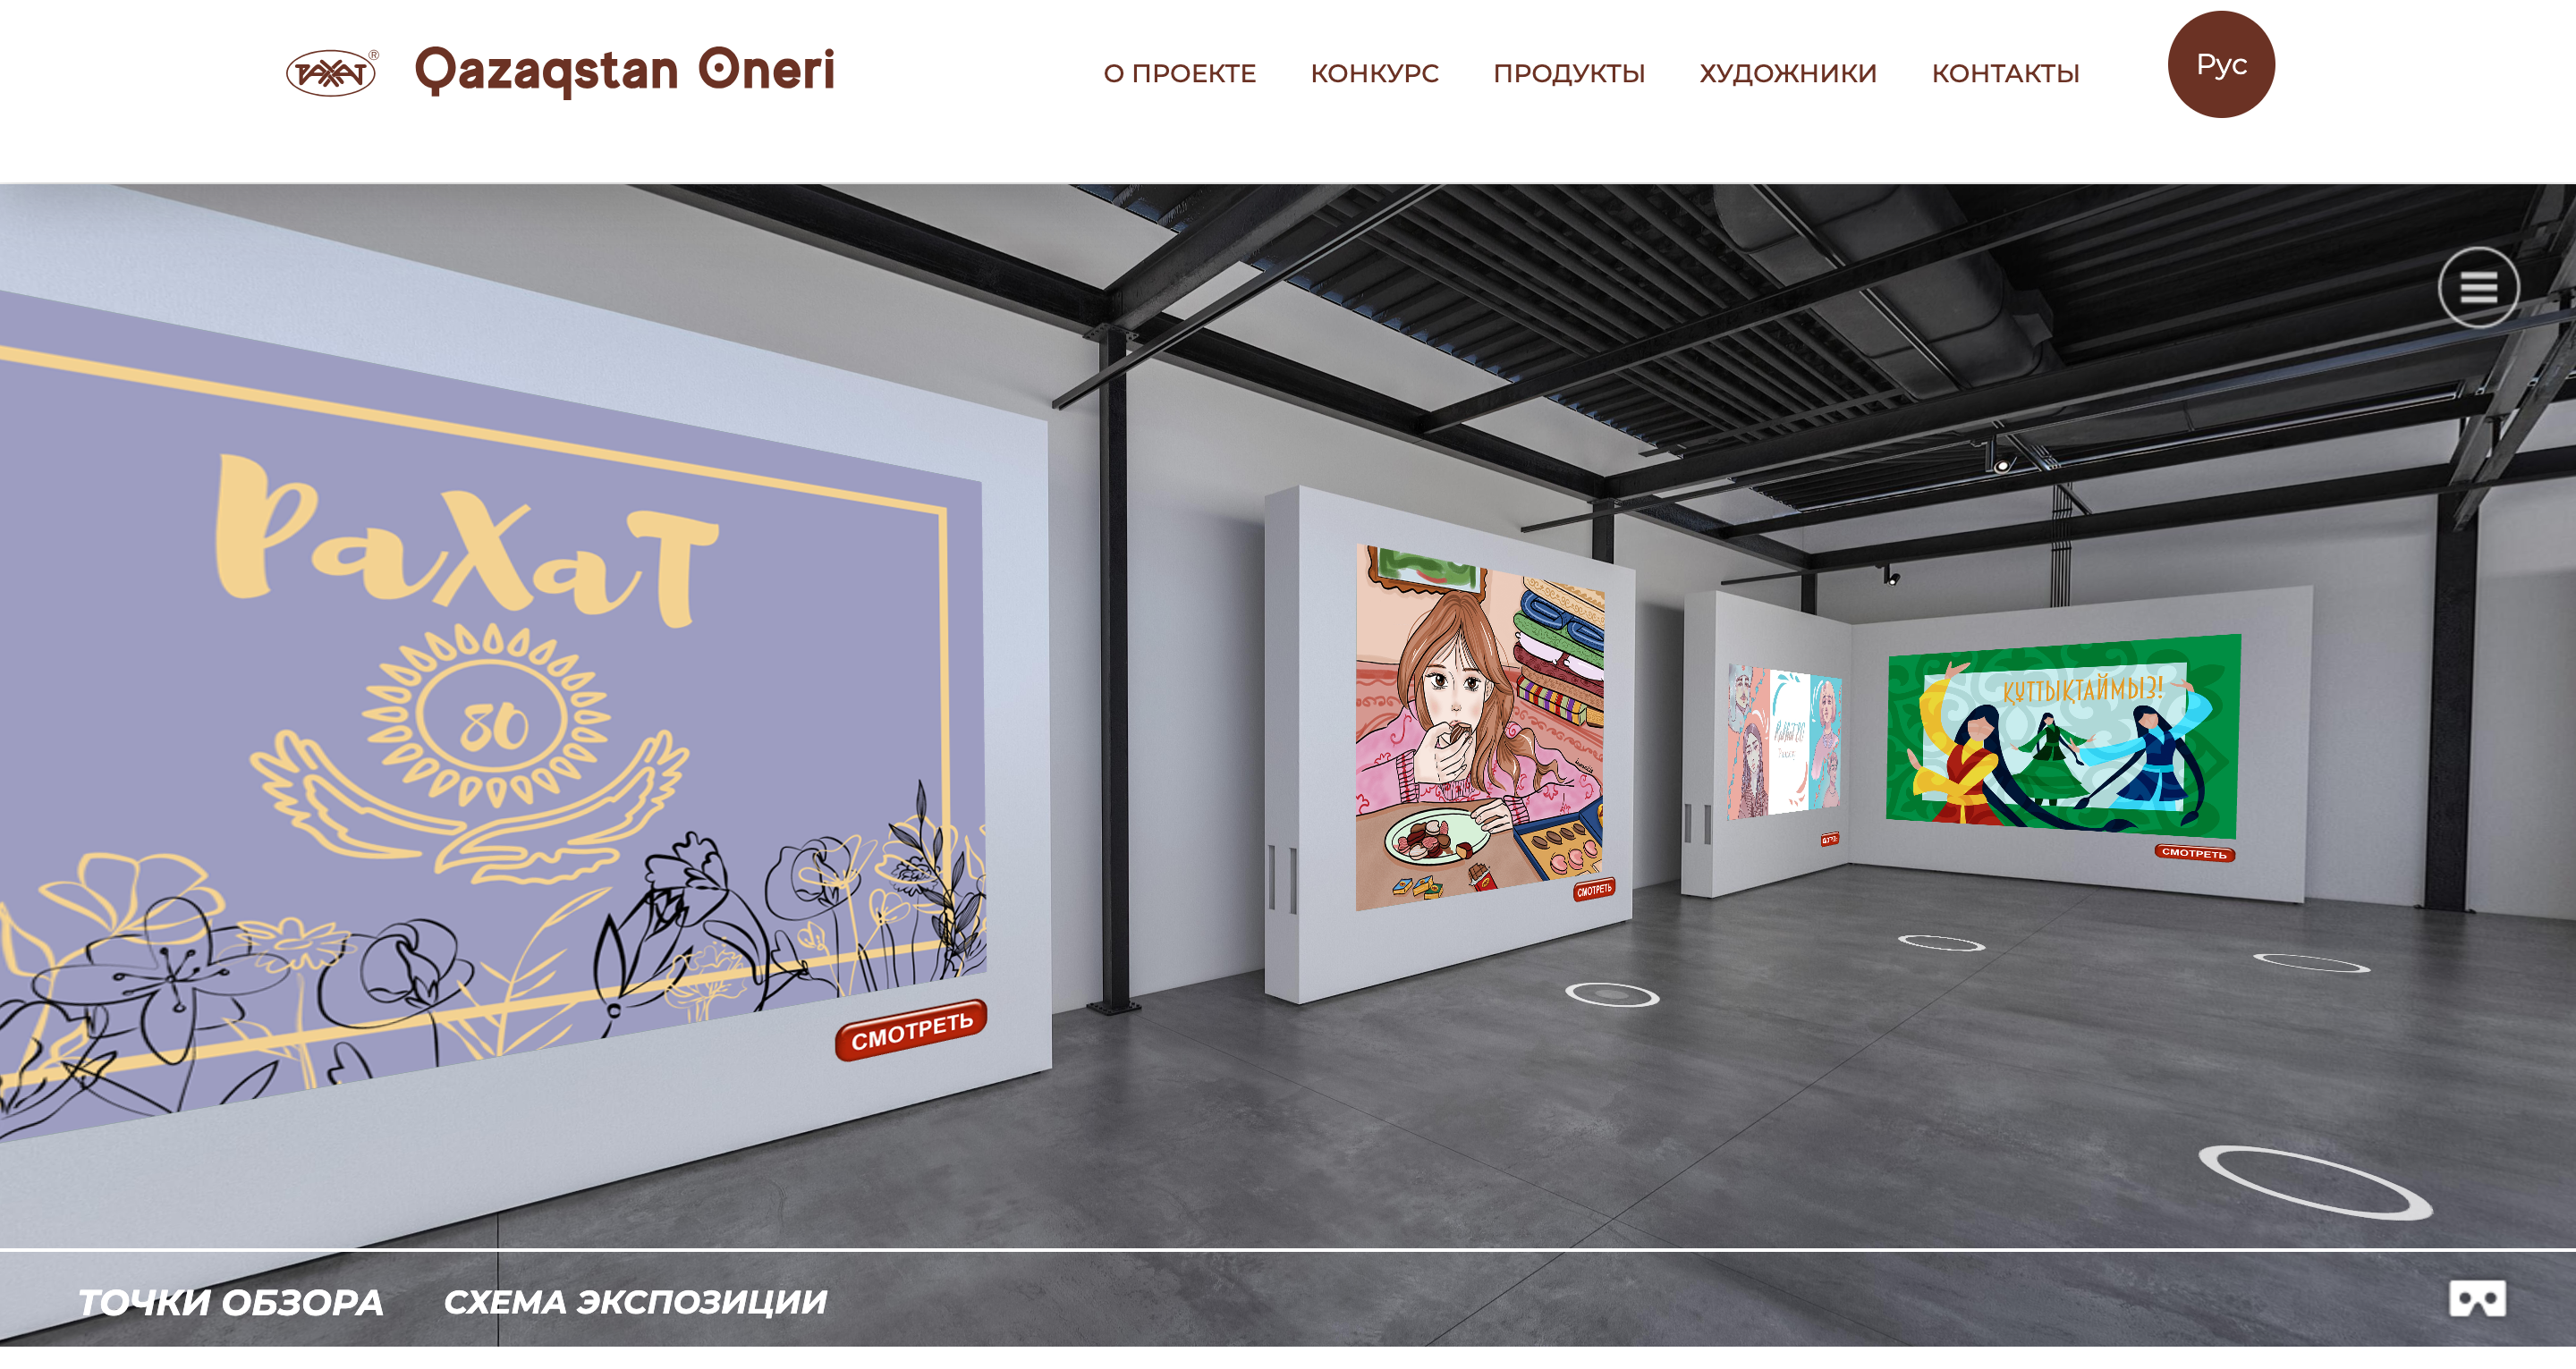 РАХАТ ®
Qazaqstan Oneri
О ПРОЕКТЕ
КОНКУРС
ПРОДУКТЫ
ХУДОЖНИКИ
КОНТАКТЫ
Рус
РаХаТ
80
СМОТРЕТЬ
СМОТРЕТЬ
ҚҰТТЫҚТАЙМЫЗ!
СМОТРЕТЬ
ТОЧКИ ОБЗОРА
СХЕМА ЭКСПОЗИЦИИ